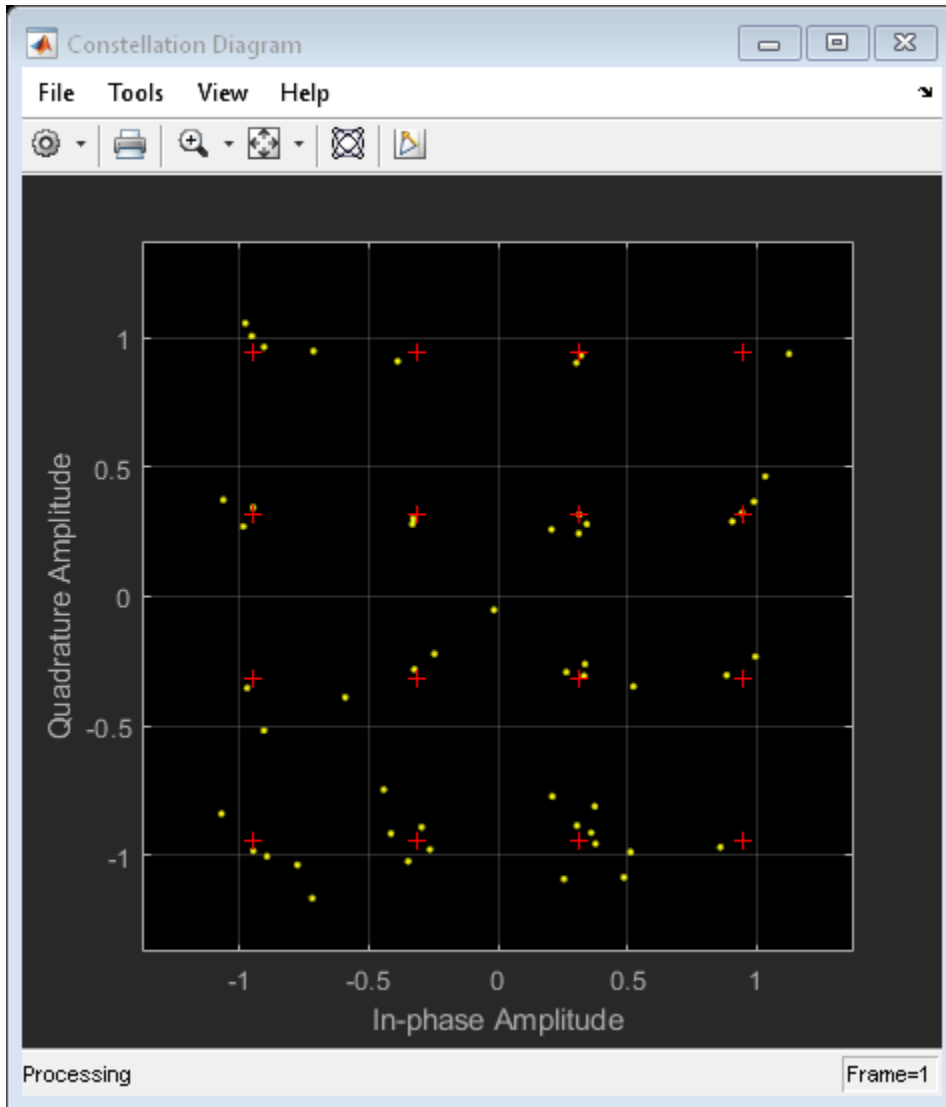 Constellation Diagram
File Tools View Help
1
0.5
0
-0.5
-1
Quadrature Amplitude
-1 -0.5 0 0.5 1
In-phase Amplitude
Processing Frame=1